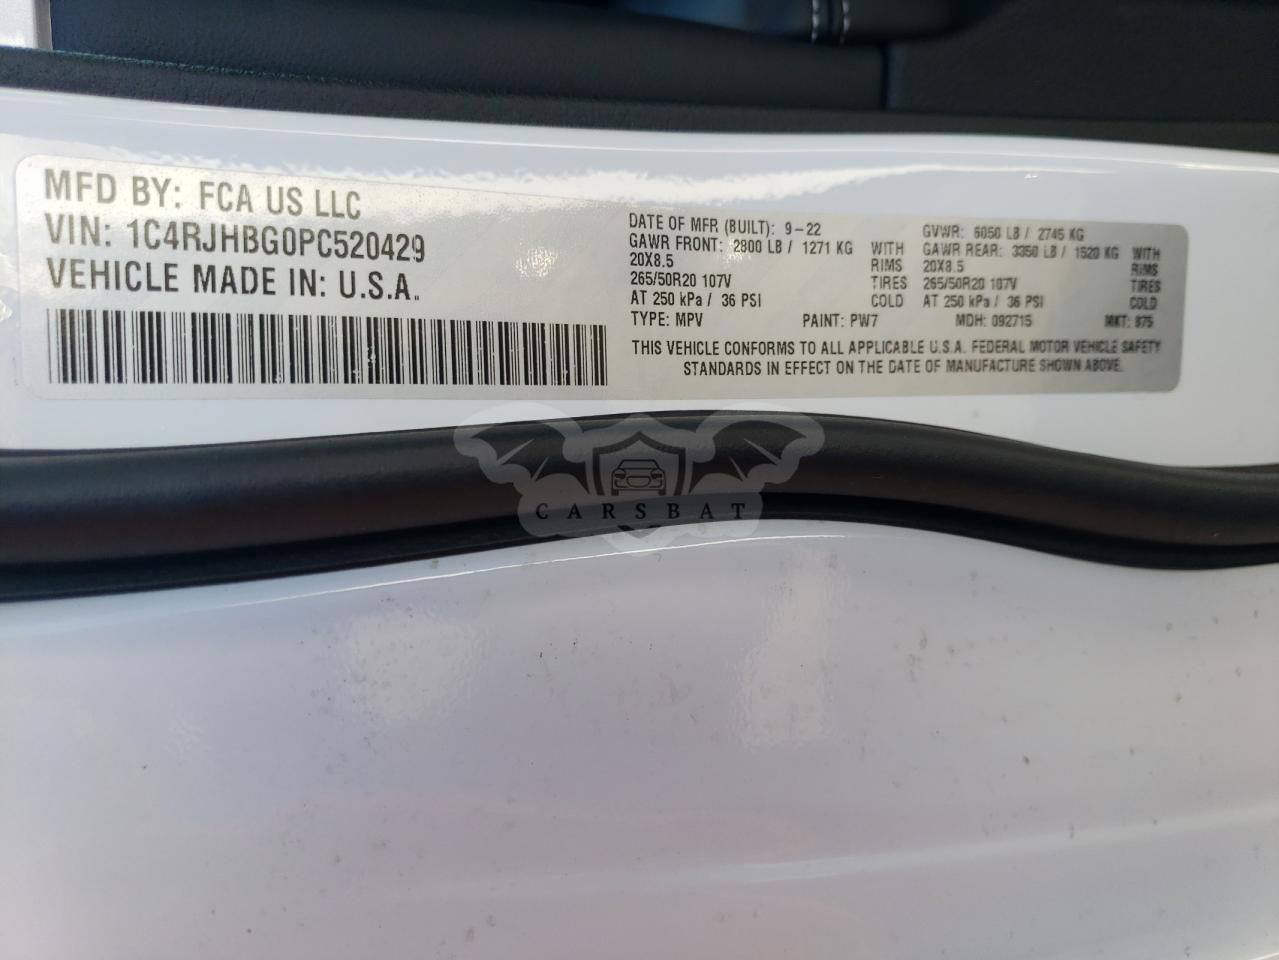 MFD BY: FCA US LLC
VIN: 1C4RJHBG0PC520429
VEHICLE MADE IN: U.S.A.
DATE OF MFR (BUILT): 9-22
GAWR FRONT: 2800 LB / 1271 KG WITH
20X8.5 RIMS
265/50R20 107V TIRES
AT 250 kPa / 36 PSI COLD
GVWR: 6050 LB / 2745 KG
GAWR REAR: 3350 LB / 1520 KG WITH
20X8.5 RIMS
265/50R20 107V TIRES
AT 250 kPa / 36 PSI COLD
TYPE: MPV PAINT: PW7 MDH: 092715 MKT: 875
THIS VEHICLE CONFORMS TO ALL APPLICABLE U.S.A. FEDERAL MOTOR VEHICLE SAFETY
STANDARDS IN EFFECT ON THE DATE OF MANUFACTURE SHOWN ABOVE.
CARSBAT